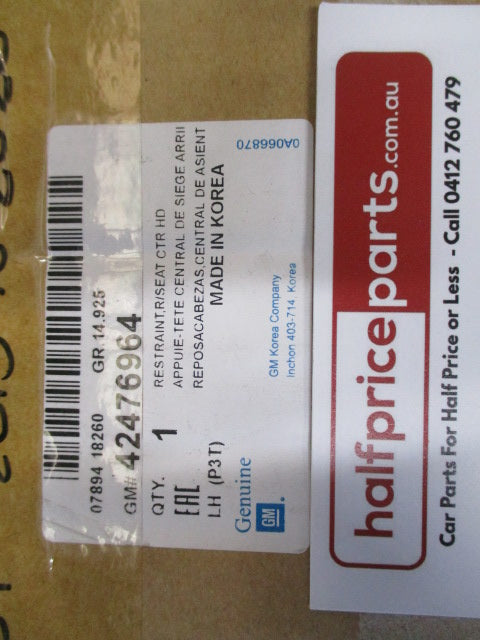 07894 18260 GR 14.925
GM# 42476964
QTY. 1
RESTRAINT,R/SEAT CTR HD
APPUIE-TETE CENTRAL DE SIEGE ARRII
REPOSACABEZAS,CENTRAL DE ASIENT
EAC
LH (P3T)
MADE IN KOREA
Genuine
GM
GM Korea Company
Inchon 403-714, Korea
0A066870
halfpriceparts.com.au
Car Parts For Half Price or Less - Call 0412 760 479